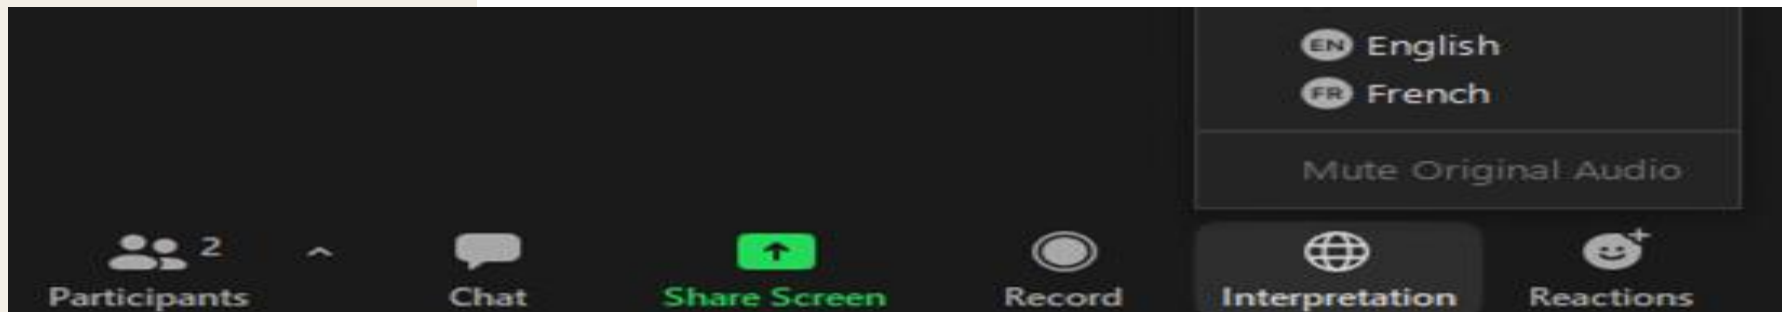 EN English
FR French
Mute Original Audio
2
Participants Chat Share Screen Record Interpretation Reactions